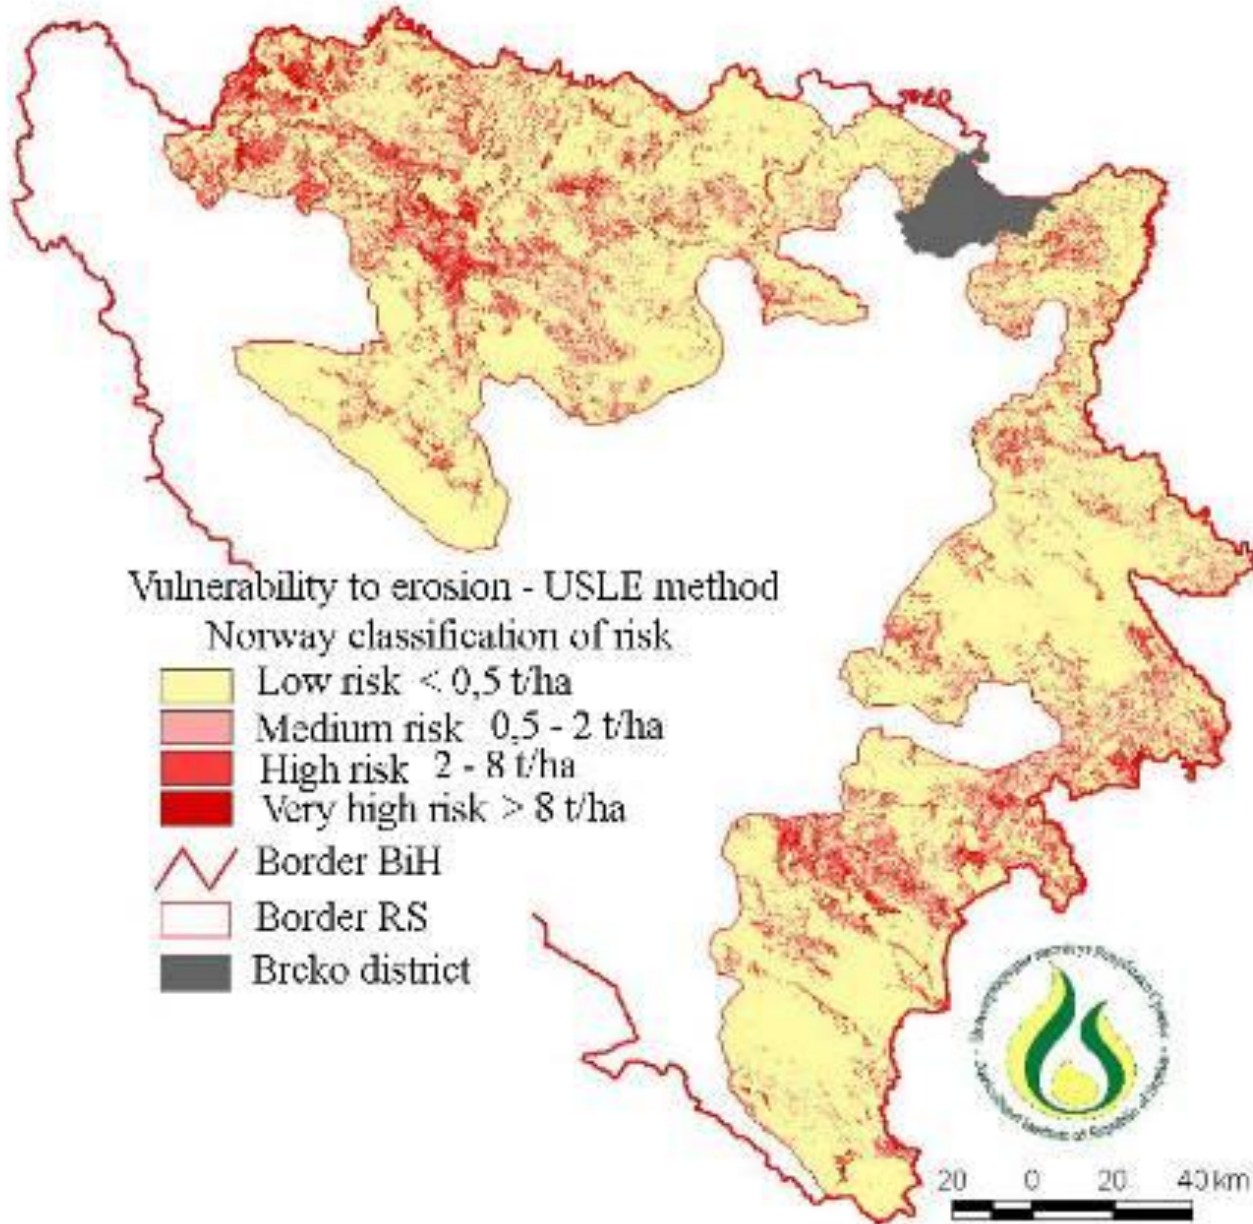 Vulnerability to erosion - USLE method
Norway classification of risk
Low risk < 0,5 t/ha
Medium risk 0,5 - 2 t/ha
High risk 2 - 8 t/ha
Very high risk > 8 t/ha
Border BiH
Border RS
Brcko district
20 0 20 40 km